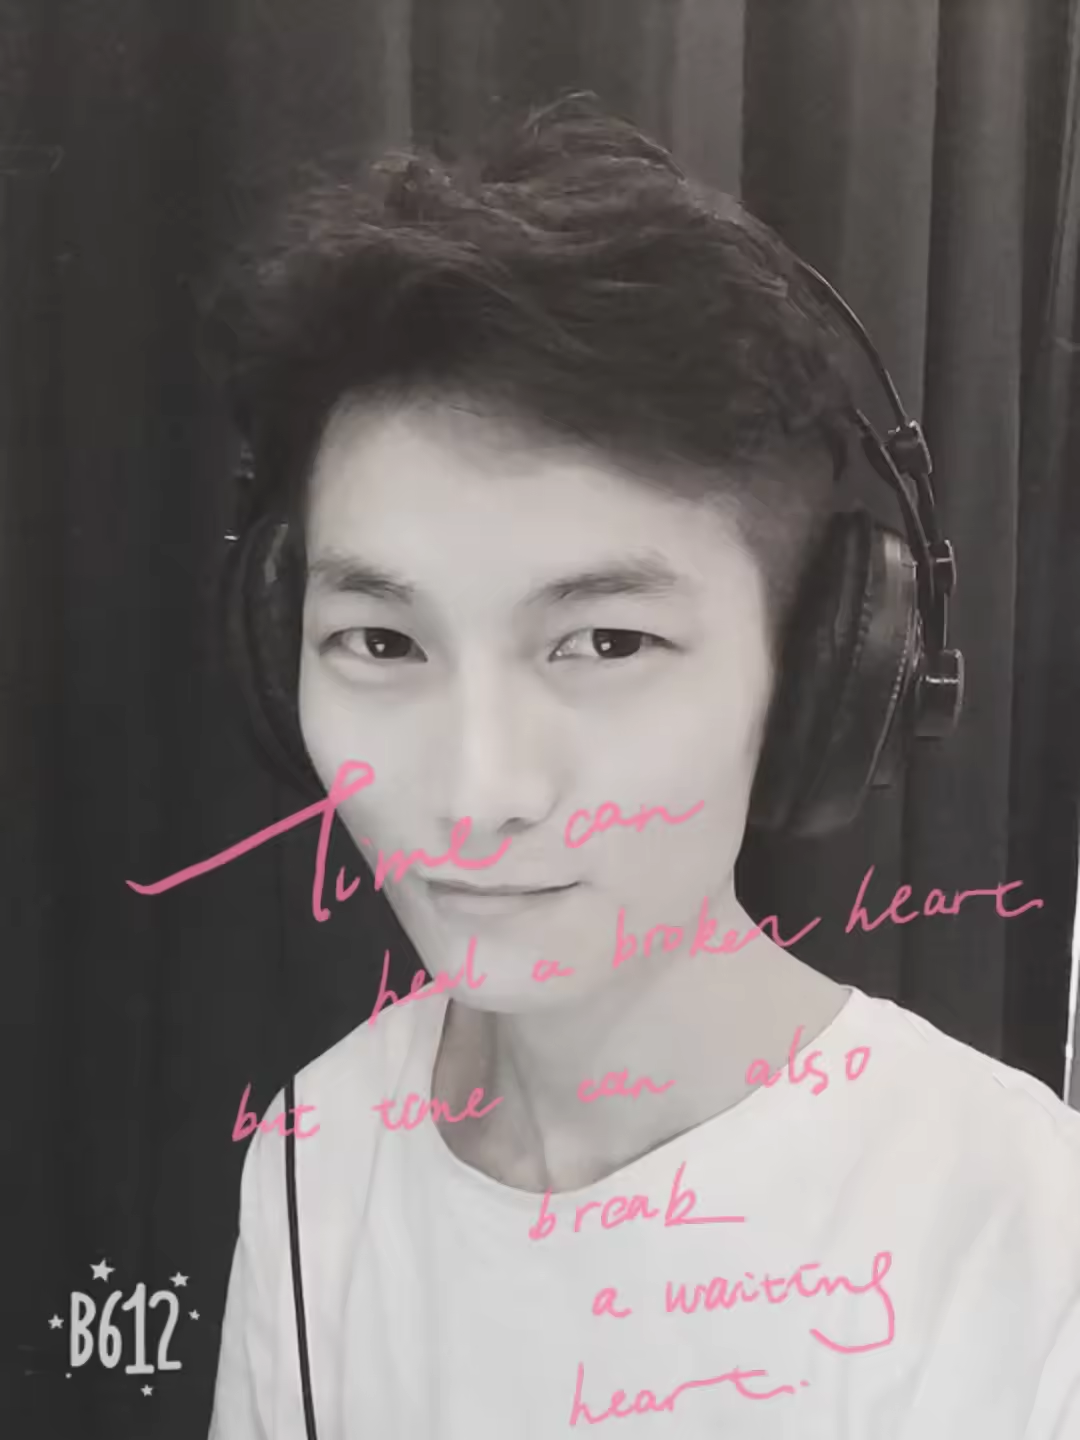 Time can
heal a broken heart
but time can also
break
a waiting
heart.
B612